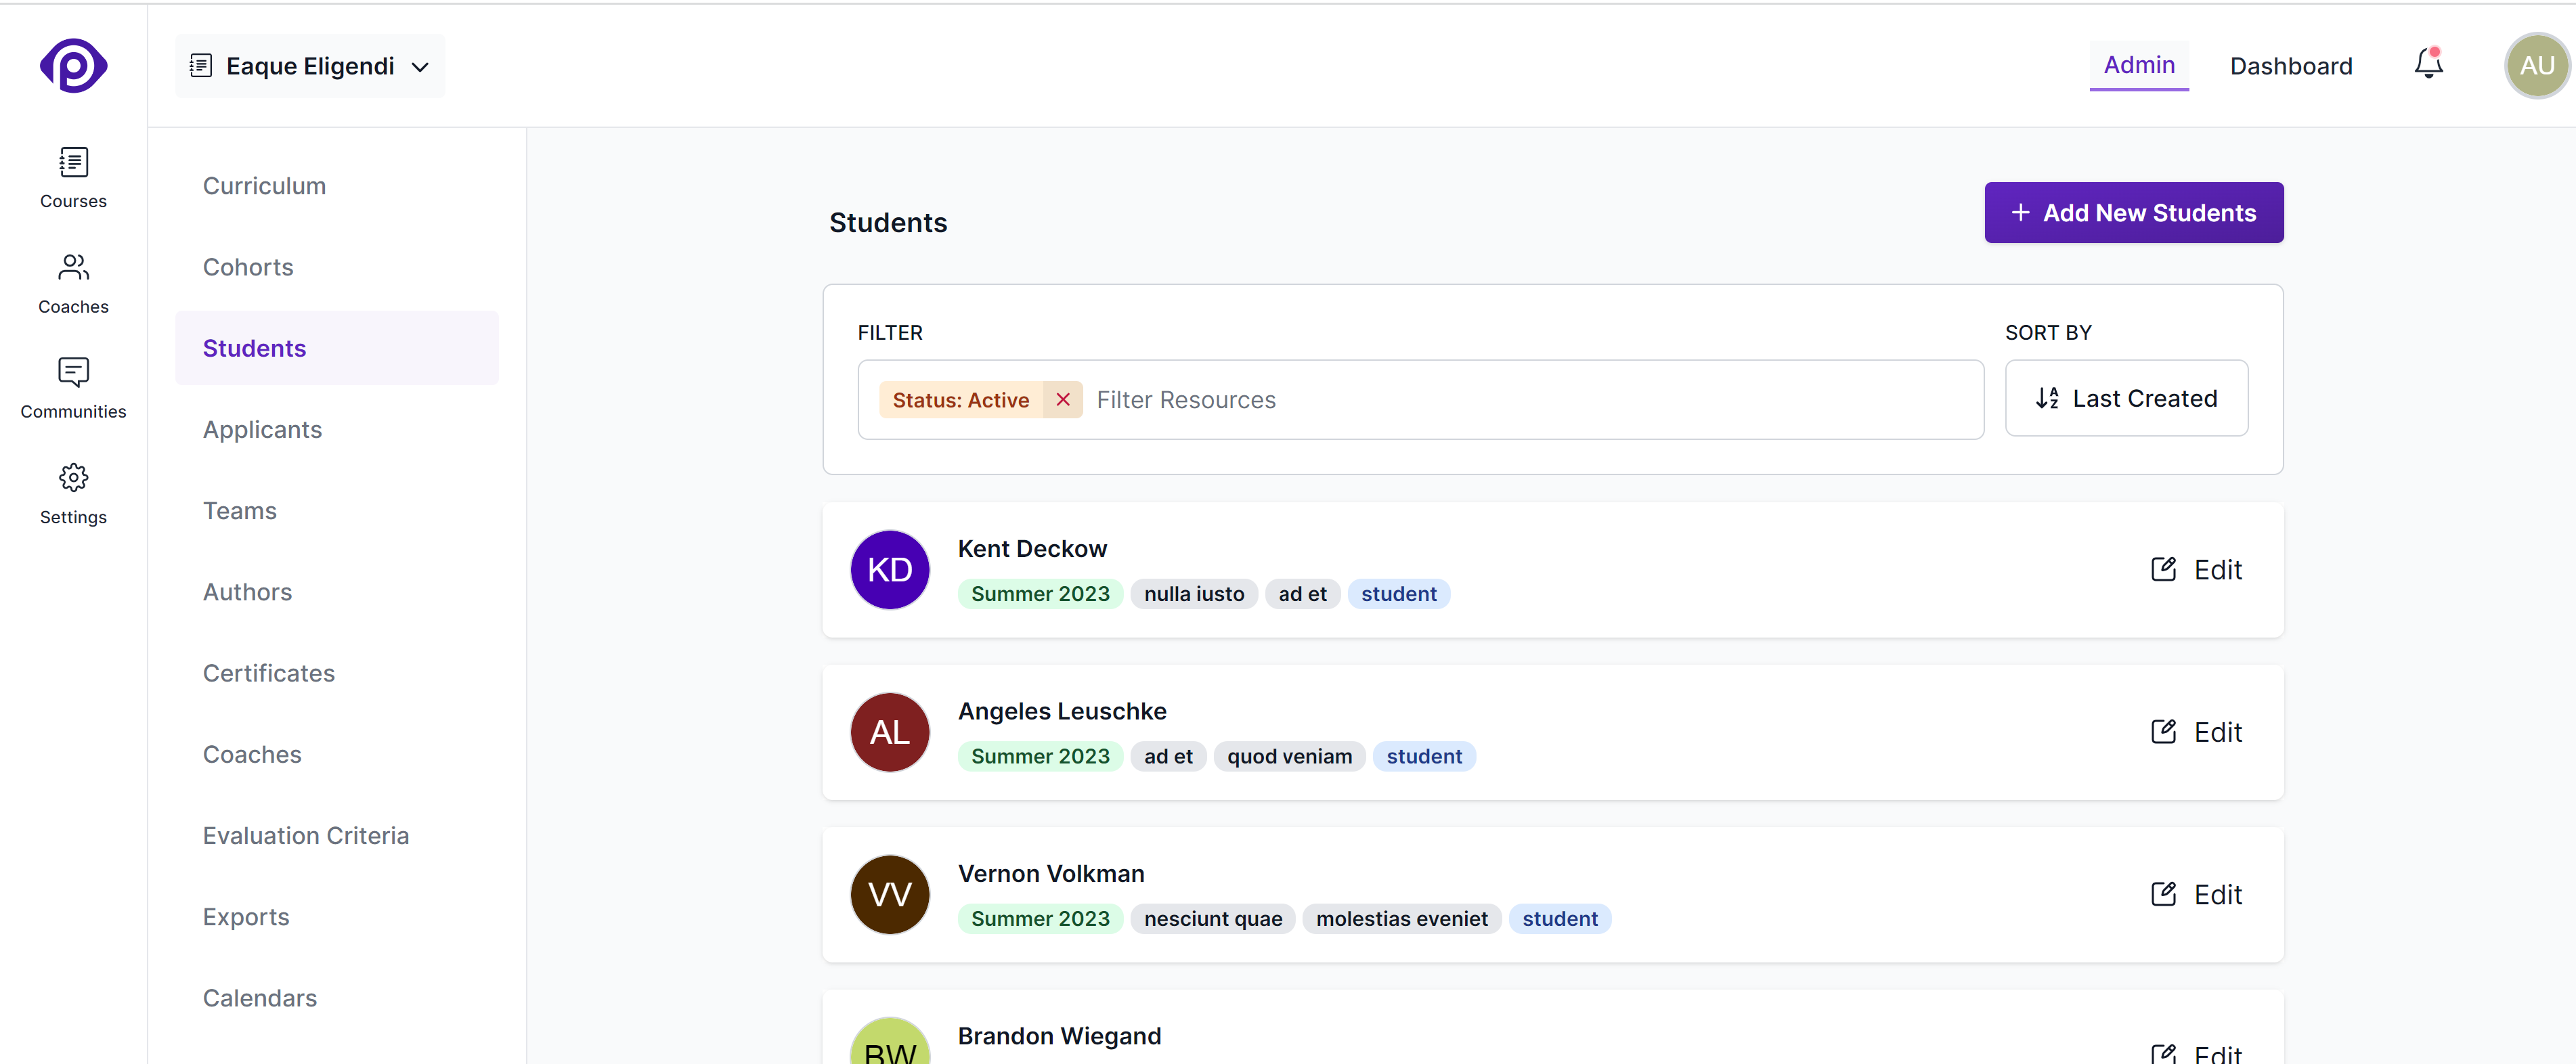 Eaque Eligendi
Admin
Dashboard
AU
Courses
Coaches
Communities
Settings
Curriculum
Cohorts
Students
Applicants
Teams
Authors
Certificates
Coaches
Evaluation Criteria
Exports
Calendars
Students
+ Add New Students
FILTER
Status: Active × Filter Resources
SORT BY
Last Created
KD
Kent Deckow
Summer 2023 nulla iusto ad et student
Edit
AL
Angeles Leuschke
Summer 2023 ad et quod veniam student
Edit
VV
Vernon Volkman
Summer 2023 nesciunt quae molestias eveniet student
Edit
BW
Brandon Wiegand
Edit